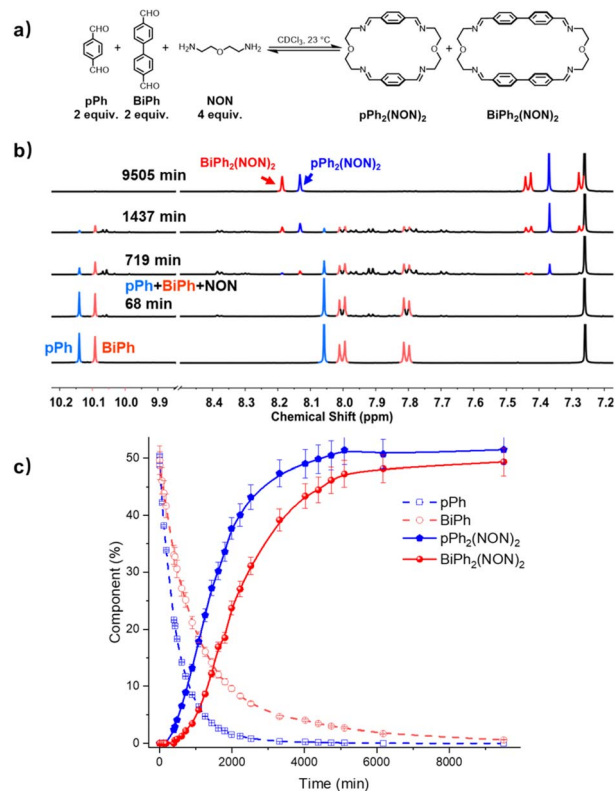 a)
CHO
CHO
CHO
CHO
+
+
H₂N
O
NH₂
CDCl₃, 23 °C
N
N
O
O
N
N
+
N
N
O
O
N
N
pPh
2 equiv.
BiPh
2 equiv.
NON
4 equiv.
pPh₂(NON)₂
BiPh₂(NON)₂
b)
BiPh₂(NON)₂
pPh₂(NON)₂
9505 min
1437 min
719 min
pPh+BiPh+NON
68 min
pPh
BiPh
10.2 10.1 10.0 9.9 8.4 8.3 8.2 8.1 8.0 7.9 7.8 7.7 7.6 7.5 7.4 7.3 7.2
Chemical Shift (ppm)
c)
50
40
30
20
10
0
Component (%)
pPh
BiPh
pPh₂(NON)₂
BiPh₂(NON)₂
0 2000 4000 6000 8000
Time (min)